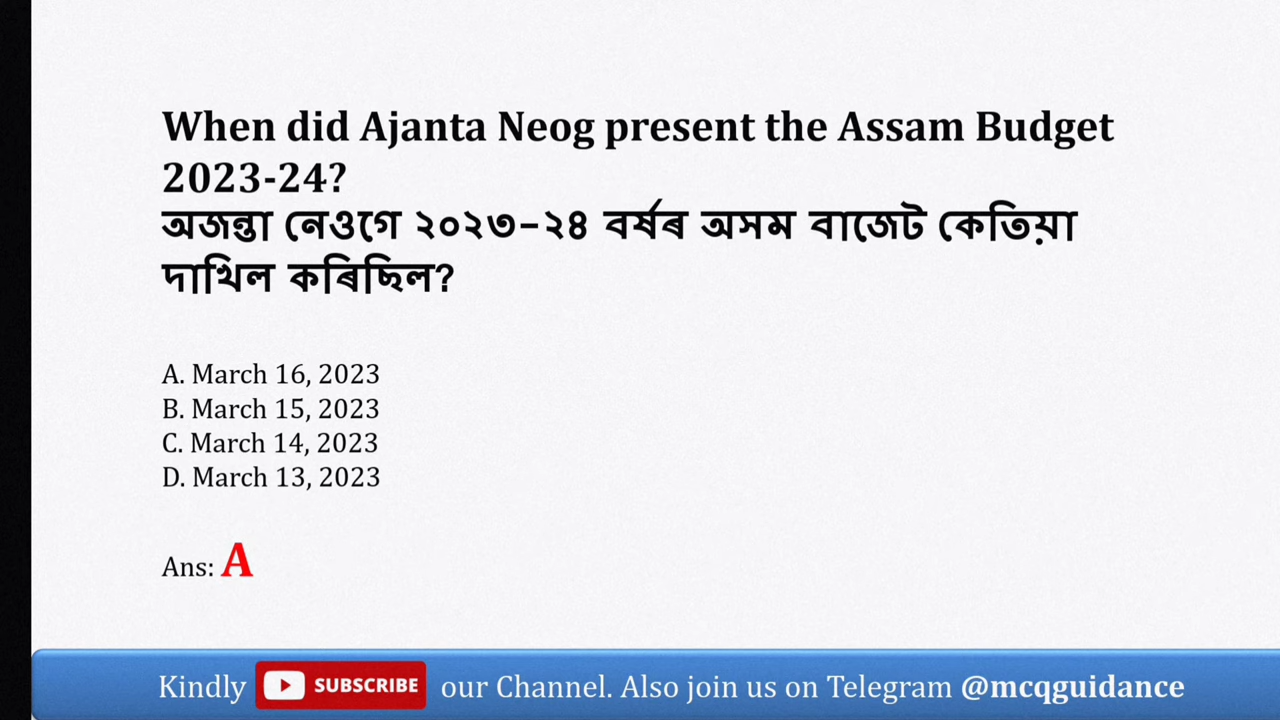 When did Ajanta Neog present the Assam Budget
2023-24?
অজন্তা নেওগে ২০২৩–২৪ বৰ্ষৰ অসম বাজেট কেতিয়া
দাখিল কৰিছিল?
A. March 16, 2023
B. March 15, 2023
C. March 14, 2023
D. March 13, 2023
Ans: A
Kindly SUBSCRIBE our Channel. Also join us on Telegram @mcqguidance